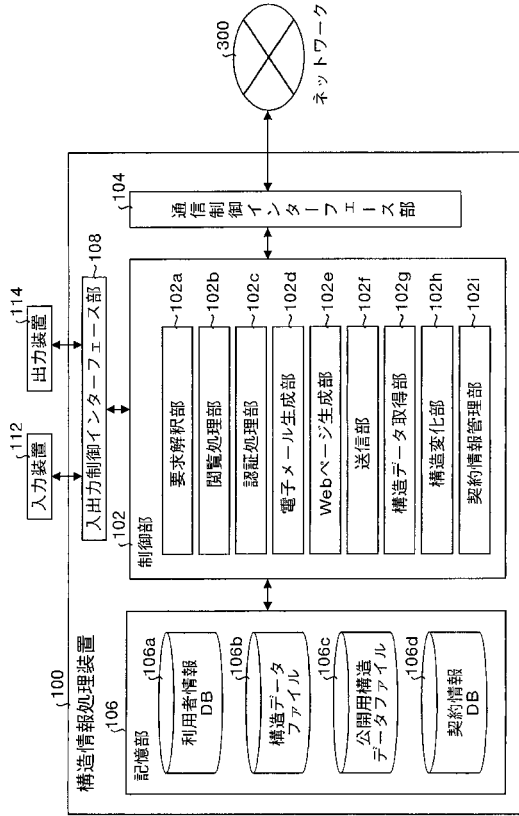 100
構造情報処理装置
112
入力装置
114
出力装置
108
入出力制御インターフェース部
106
記憶部
106a
利用者情報
DB
106b
構造データ
ファイル
106c
公開用構造
データファイル
106d
契約情報
DB
102
制御部
要求解釈部
102a
閲覧処理部
102b
認証処理部
102c
電子メール生成部
102d
Webページ生成部
102e
送信部
102f
構造データ取得部
102g
構造変化部
102h
契約情報管理部
102i
104
通信制御インターフェース部
300
ネットワーク